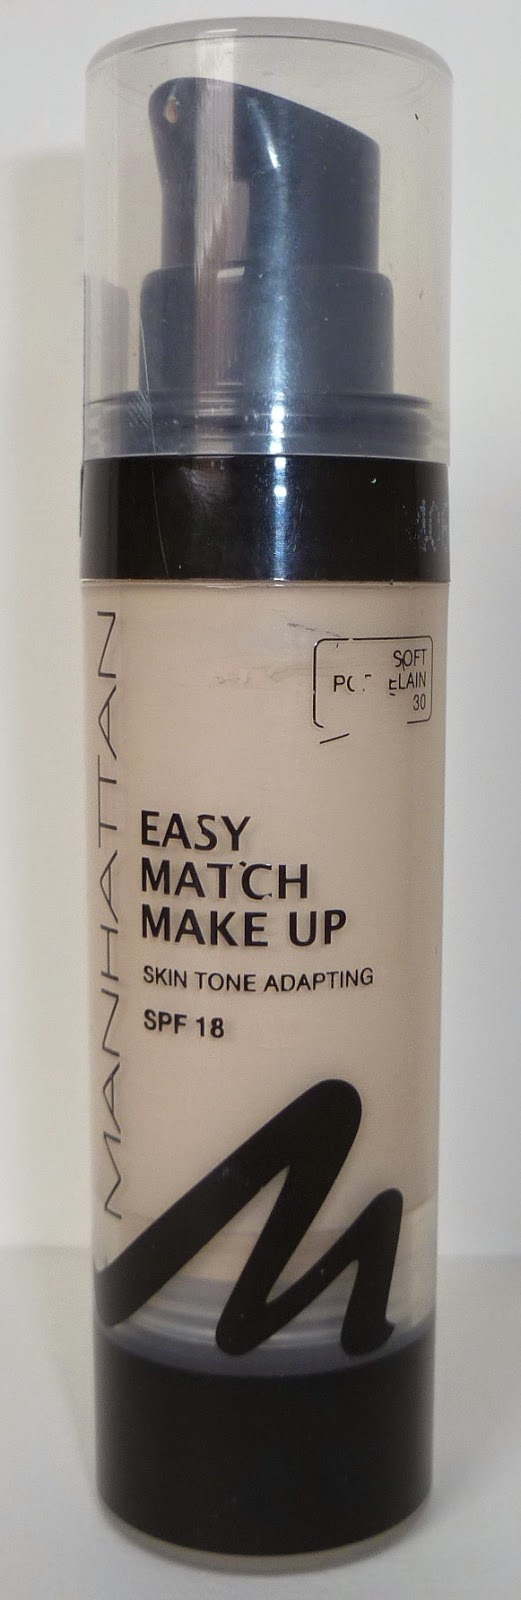 SOFT
30
MANHATTAN
EASY
MATCH
MAKE UP
SKIN TONE ADAPTING
SPF 18
M